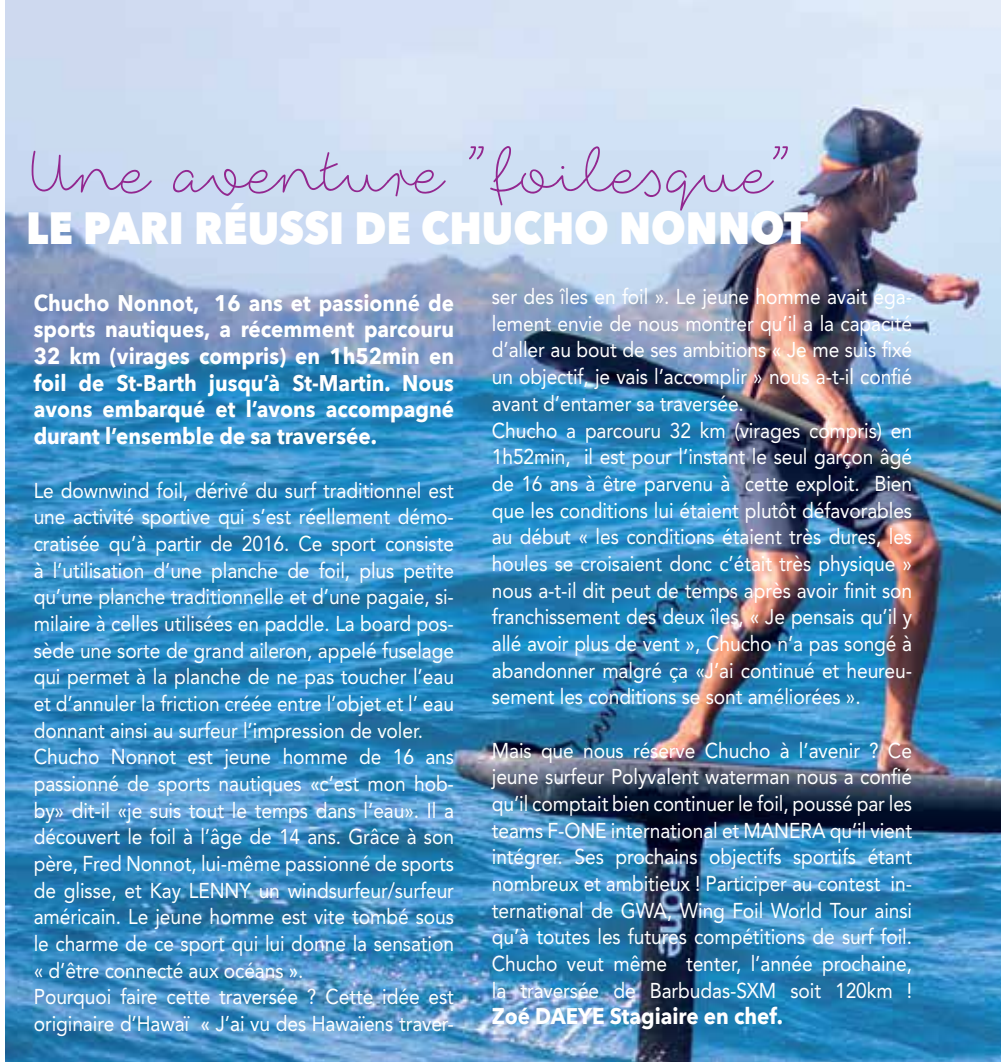 Une aventure "foilesque"
LE PARI RÉUSSI DE CHUCHO NONNOT
Chucho Nonnot, 16 ans et passionné de
sports nautiques, a récemment parcouru
32 km (virages compris) en 1h52min en
foil de St-Barth jusqu'à St-Martin. Nous
avons embarqué et l'avons accompagné
durant l'ensemble de sa traversée.
Le downwind foil, dérivé du surf traditionnel est
une activité sportive qui s'est réellement démo-
cratisée qu'à partir de 2016. Ce sport consiste
à l'utilisation d'une planche de foil, plus petite
qu'une planche traditionnelle et d'une pagaie, si-
milaire à celles utilisées en paddle. La board pos-
sède une sorte de grand aileron, appelé fuselage
qui permet à la planche de ne pas toucher l'eau
et d'annuler la friction créée entre l'objet et l' eau
donnant ainsi au surfeur l'impression de voler.
Chucho Nonnot est jeune homme de 16 ans
passionné de sports nautiques «c'est mon hob-
by» dit-il «je suis tout le temps dans l'eau». Il a
découvert le foil à l'âge de 14 ans. Grâce à son
père, Fred Nonnot, lui-même passionné de sports
de glisse, et Kay LENNY un windsurfeur/surfeur
américain. Le jeune homme est vite tombé sous
le charme de ce sport qui lui donne la sensation
« d'être connecté aux océans ».
Pourquoi faire cette traversée ? Cette idée est
originaire d'Hawaï « J'ai vu des Hawaïens traver-
ser des îles en foil ». Le jeune homme avait éga-
lement envie de nous montrer qu'il a la capacité
d'aller au bout de ses ambitions « Je me suis fixé
un objectif, je vais l'accomplir » nous a-t-il confié
avant d'entamer sa traversée.
Chucho a parcouru 32 km (virages compris) en
1h52min, il est pour l'instant le seul garçon âgé
de 16 ans à être parvenu à cette exploit. Bien
que les conditions lui étaient plutôt défavorables
au début « les conditions étaient très dures, les
houles se croisaient donc c'était très physique »
nous a-t-il dit peut de temps après avoir finit son
franchissement des deux îles, « Je pensais qu'il y
allé avoir plus de vent », Chucho n'a pas songé à
abandonner malgré ça «J'ai continué et heureu-
sement les conditions se sont améliorées ».
Mais que nous réserve Chucho à l'avenir ? Ce
jeune surfeur Polyvalent waterman nous a confié
qu'il comptait bien continuer le foil, poussé par les
teams F-ONE international et MANERA qu'il vient
intégrer. Ses prochains objectifs sportifs étant
nombreux et ambitieux ! Participer au contest in-
ternational de GWA, Wing Foil World Tour ainsi
qu'à toutes les futures compétitions de surf foil.
Chucho veut même tenter, l'année prochaine,
la traversée de Barbudas-SXM soit 120km !
Zoé DAEYE Stagiaire en chef.
F-ONE